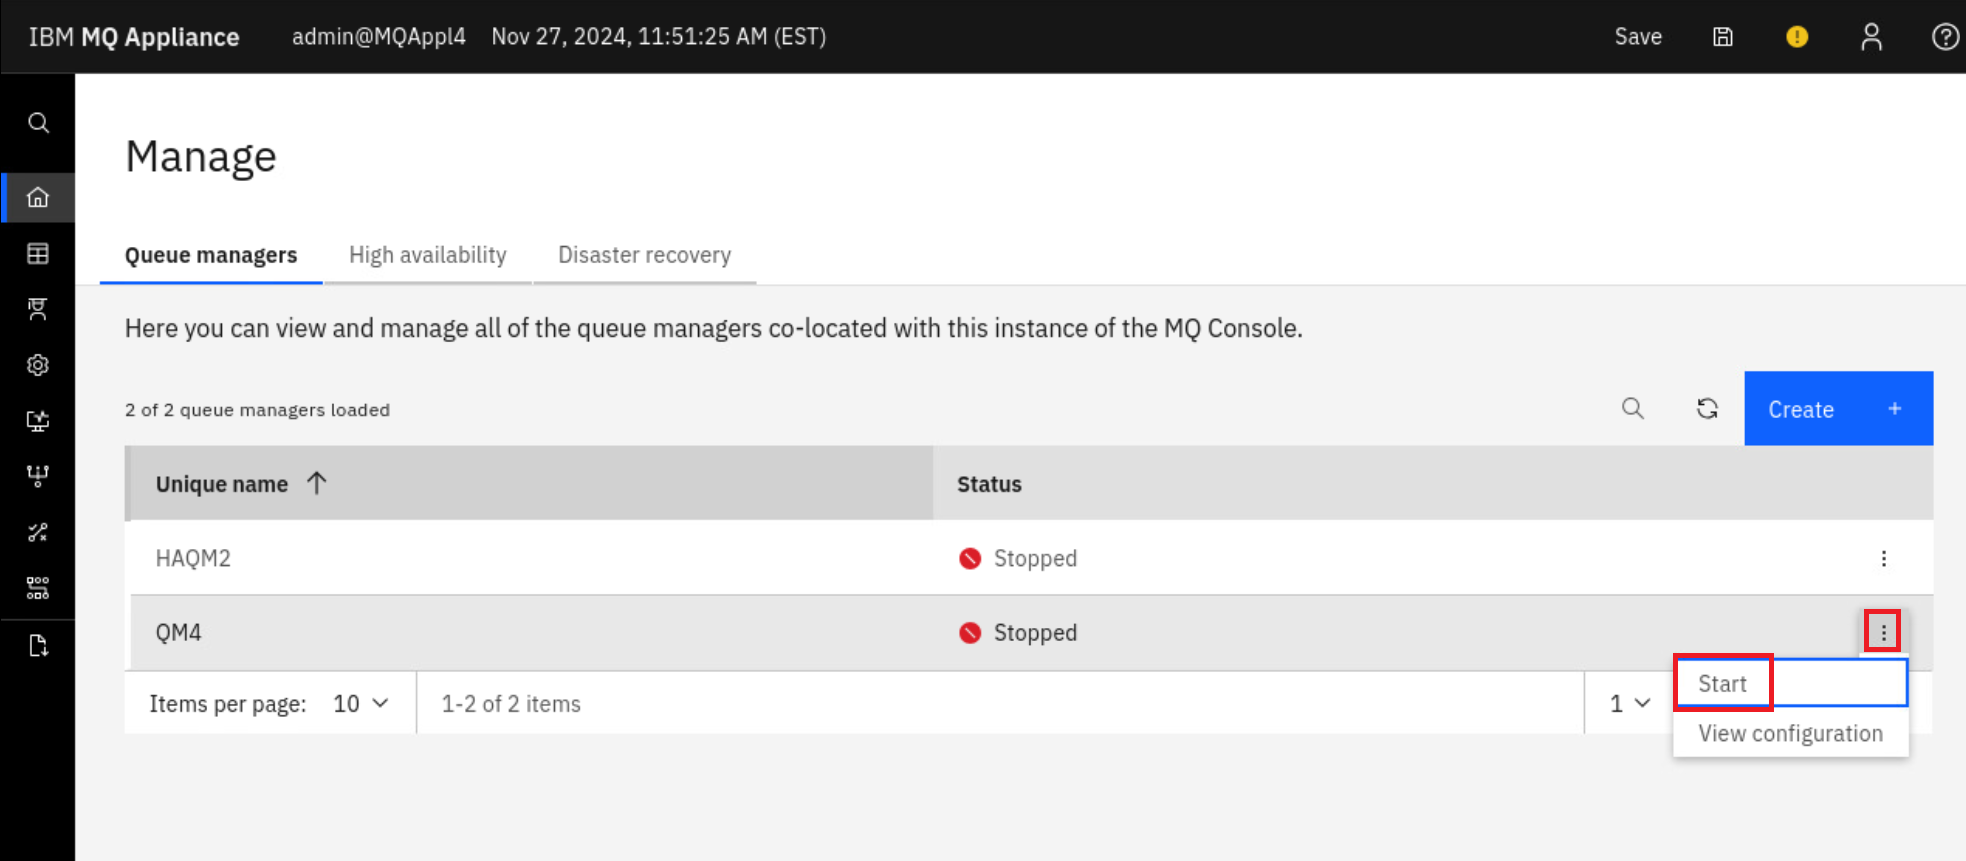 IBM MQ Appliance admin@MQAppl4 Nov 27, 2024, 11:51:25 AM (EST) Save
Manage
Queue managers High availability Disaster recovery
Here you can view and manage all of the queue managers co-located with this instance of the MQ Console.
2 of 2 queue managers loaded
Create +
Unique name Status
HAQM2 Stopped
QM4 Stopped
Start
Items per page: 10 1-2 of 2 items 1
View configuration